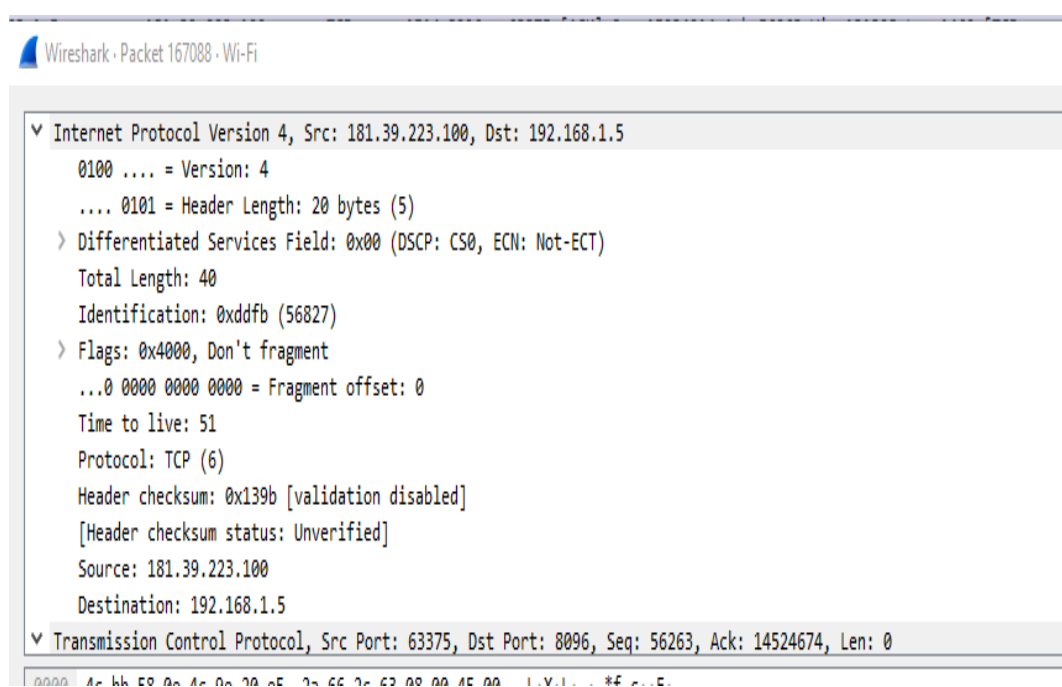 Wireshark · Packet 167088 · Wi-Fi
Internet Protocol Version 4, Src: 181.39.223.100, Dst: 192.168.1.5
0100 .... = Version: 4
.... 0101 = Header Length: 20 bytes (5)
Differentiated Services Field: 0x00 (DSCP: CS0, ECN: Not-ECT)
Total Length: 40
Identification: 0xddfb (56827)
Flags: 0x4000, Don't fragment
...0 0000 0000 0000 = Fragment offset: 0
Time to live: 51
Protocol: TCP (6)
Header checksum: 0x139b [validation disabled]
[Header checksum status: Unverified]
Source: 181.39.223.100
Destination: 192.168.1.5
Transmission Control Protocol, Src Port: 63375, Dst Port: 8096, Seq: 56263, Ack: 14524674, Len: 0